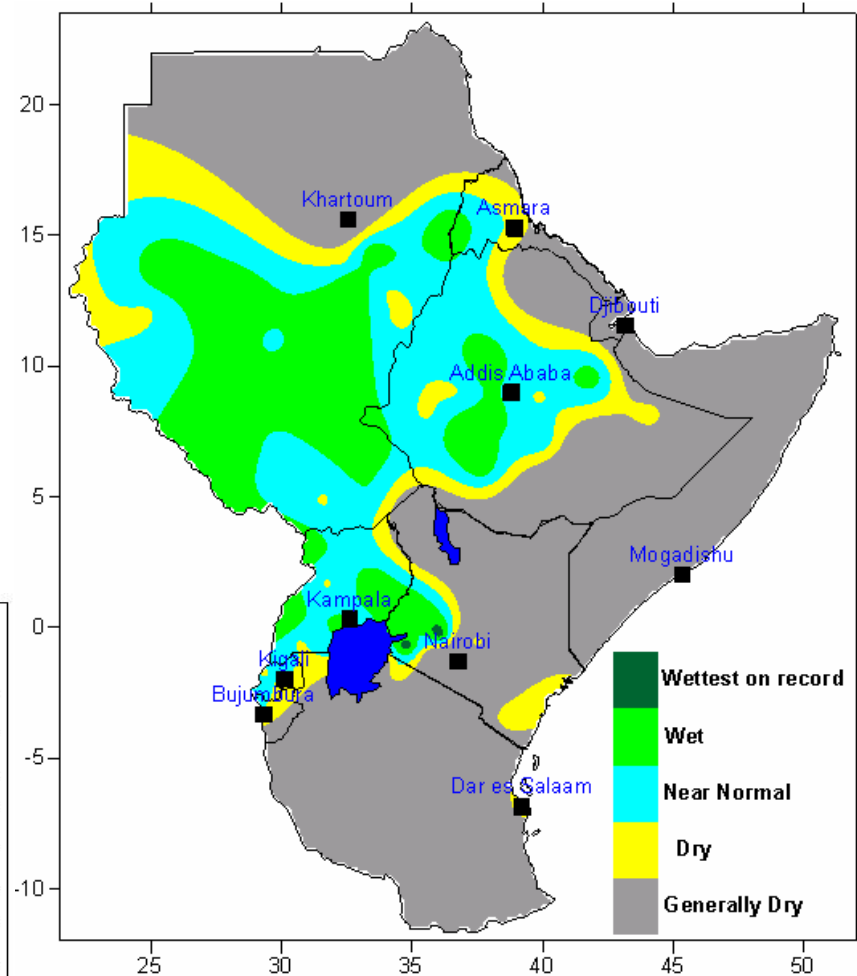 20
Khartoum
Asmara
15
Djibouti
10
Addis Ababa
5
Mogadishu
Kampala
0
Nairobi
Kigali
Bujumbura
Wettest on record
Wet
-5
Dar es Salaam
Near Normal
Dry
-10
Generally Dry
25 30 35 40 45 50